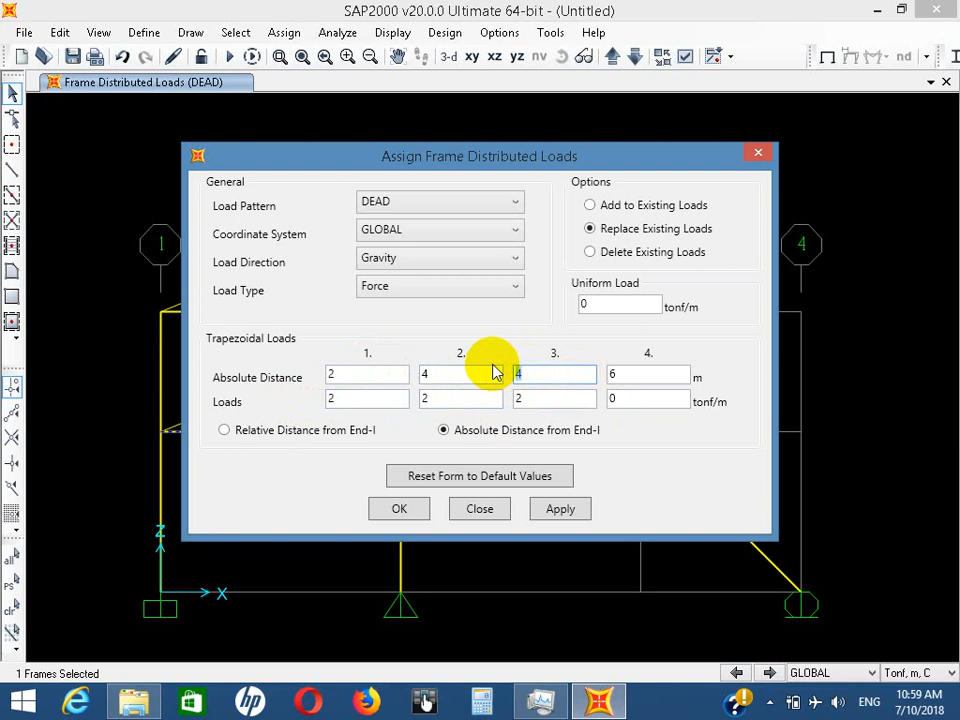 SAP2000 v20.0.0 Ultimate 64-bit - (Untitled)
File Edit View Define Draw Select Assign Analyze Display Design Options Tools Help
3-d xy xz yz nv nd
Frame Distributed Loads (DEAD)
Assign Frame Distributed Loads
General
Load Pattern DEAD
Coordinate System GLOBAL
Load Direction Gravity
Load Type Force
Options
Add to Existing Loads
Replace Existing Loads
Delete Existing Loads
Uniform Load
0 tonf/m
Trapezoidal Loads
1. 2. 3. 4.
Absolute Distance 2 4 4 6 m
Loads 2 2 2 0 tonf/m
Relative Distance from End-I Absolute Distance from End-I
Reset Form to Default Values
OK Close Apply
1 4
Z
X
all
PS
clr
1 Frames Selected GLOBAL Tonf, m, C
hp ENG 10:59 AM
7/10/2018